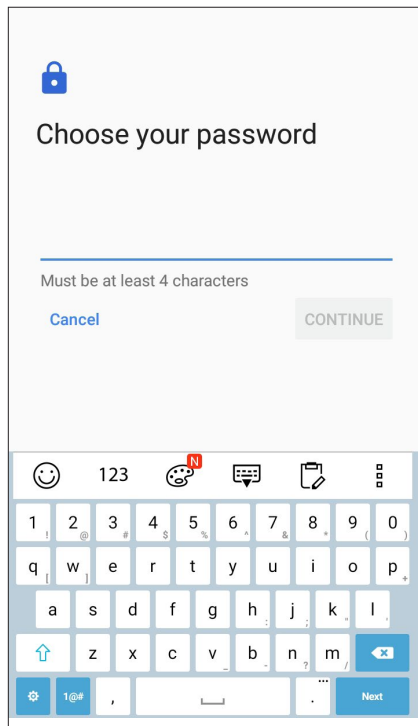 Choose your password
Must be at least 4 characters
Cancel CONTINUE
123 N
1 ! 2 @ 3 # 4 $ 5 % 6 ^ 7 & 8 * 9 ( 0 )
q [ w ] e r t y u i o p +
a s d f g h : j ; k " l '
z x c v _ b - n ? m /
1@# , . ... Next